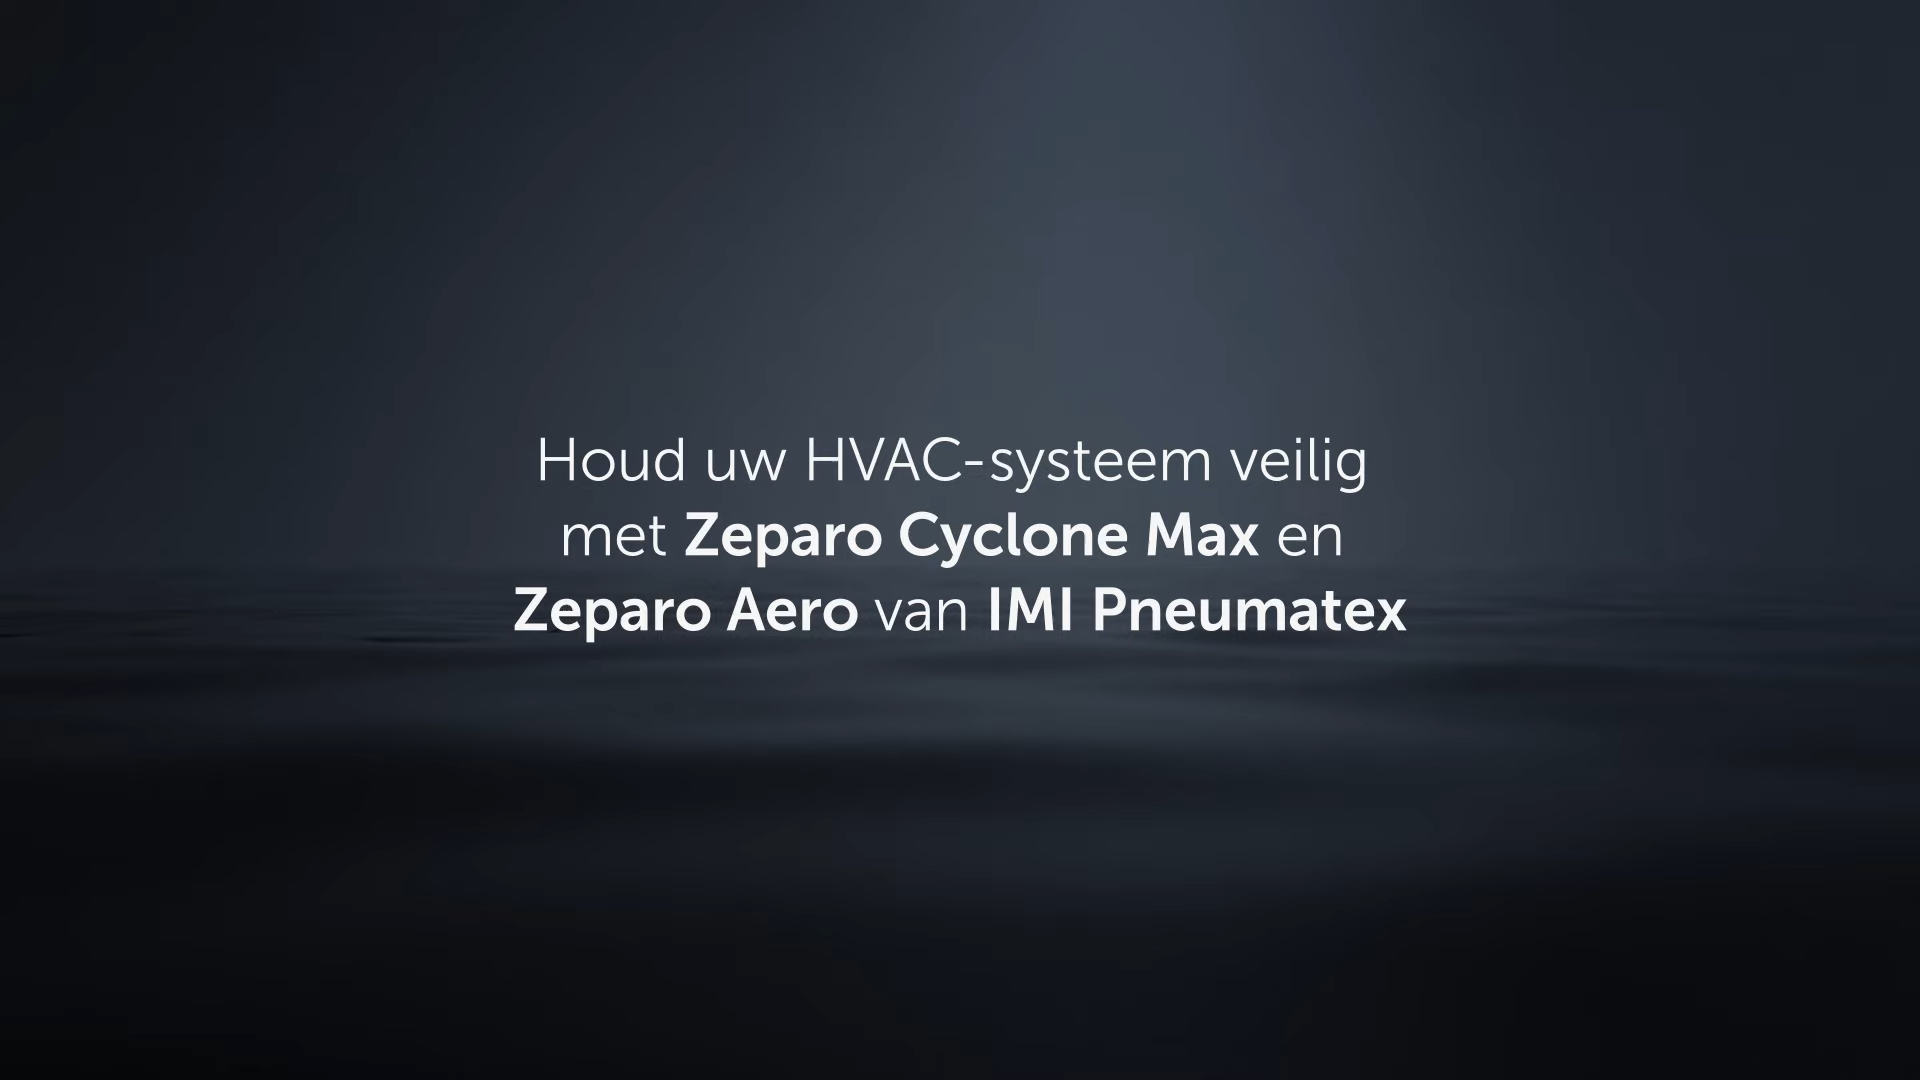 Houd uw HVAC-systeem veilig
met Zeparo Cyclone Max en
Zeparo Aero van IMI Pneumatex